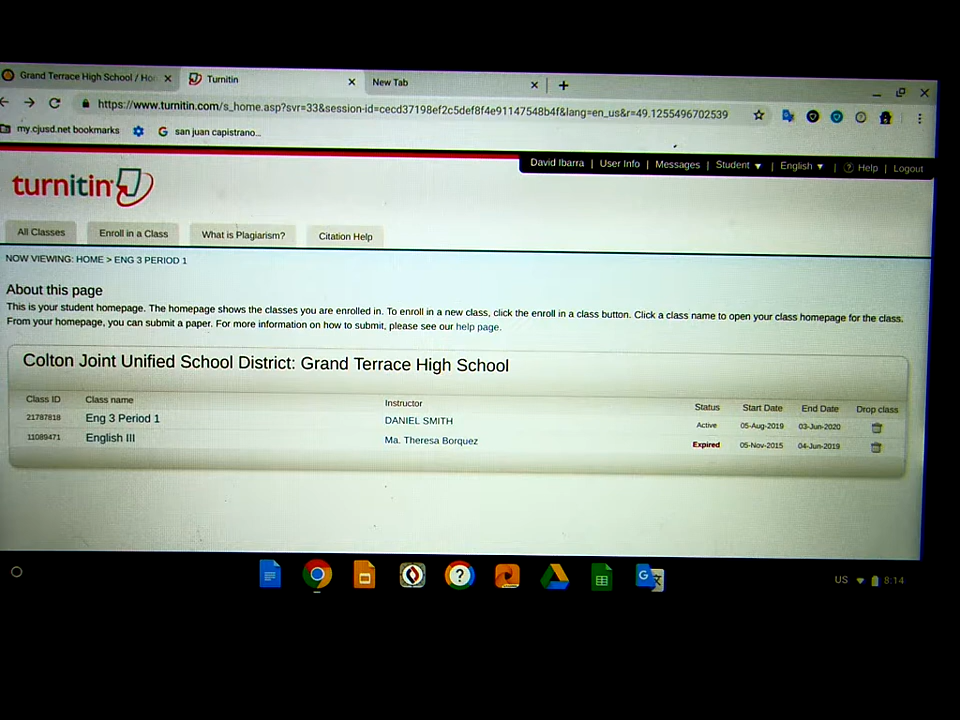 Grand Terrace High School / Ho
Turnitin
New Tab
https://www.turnitin.com/s_home.asp?svr=33&session-id=cecd37198ef2c5def8f4e91147548b4f&lang=en_us&r=49.1255496702539
my.cjusd.net bookmarks
san juan capistrano...
David Ibarra | User Info | Messages | Student ▼ | English ▼ | ? Help | Logout
turnitin
All Classes
Enroll in a Class
What is Plagiarism?
Citation Help
NOW VIEWING: HOME > ENG 3 PERIOD 1
About this page
This is your student homepage. The homepage shows the classes you are enrolled in. To enroll in a new class, click the enroll in a class button. Click a class name to open your class homepage for the class.
From your homepage, you can submit a paper. For more information on how to submit, please see our help page.
Colton Joint Unified School District: Grand Terrace High School
Class ID Class name Instructor Status Start Date End Date Drop class
21787818 Eng 3 Period 1 DANIEL SMITH Active 05-Aug-2019 03-Jun-2020
11089471 English III Ma. Theresa Borquez Expired 05-Nov-2015 04-Jun-2019
US 8:14